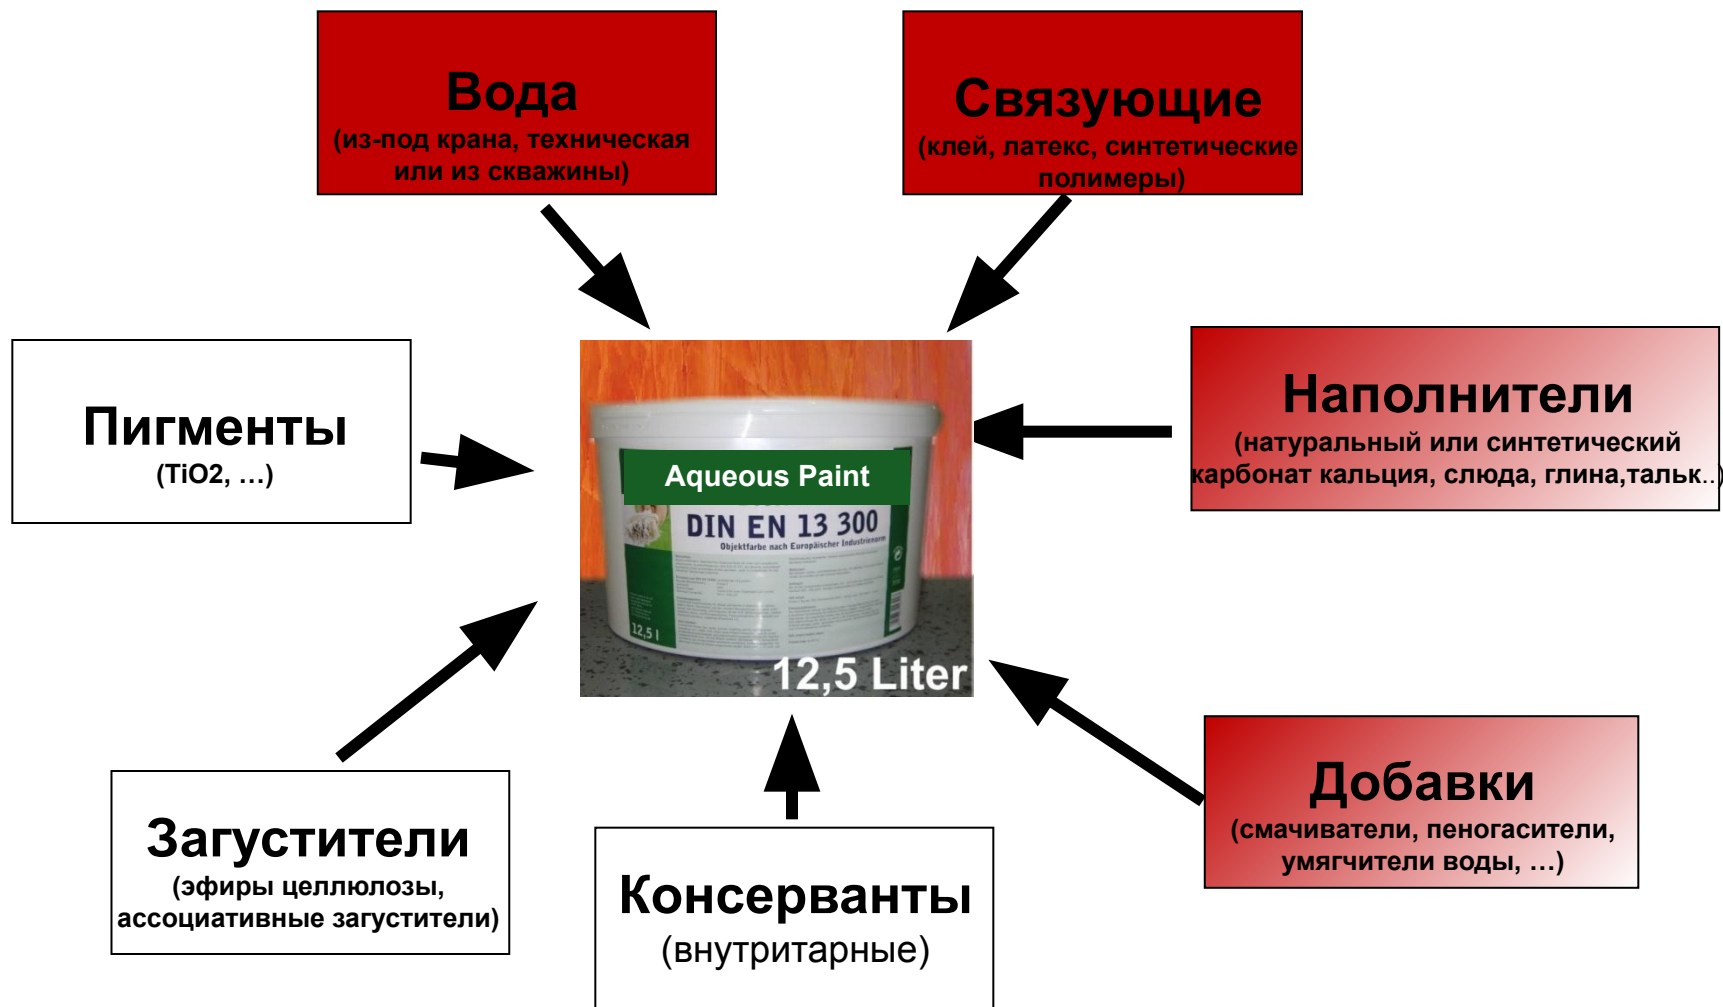 Вода
(из-под крана, техническая
или из скважины)
Связующие
(клей, латекс, синтетические
полимеры)
Пигменты
(TiO2, …)
Наполнители
(натуральный или синтетический
карбонат кальция, слюда, глина,тальк..)
Aqueous Paint
DIN EN 13 300
Objektfarbe nach Europäischer Industrienorm
12,5 l
12,5 Liter
Загустители
(эфиры целлюлозы,
ассоциативные загустители)
Консерванты
(внутритарные)
Добавки
(смачиватели, пеногасители,
умягчители воды, …)